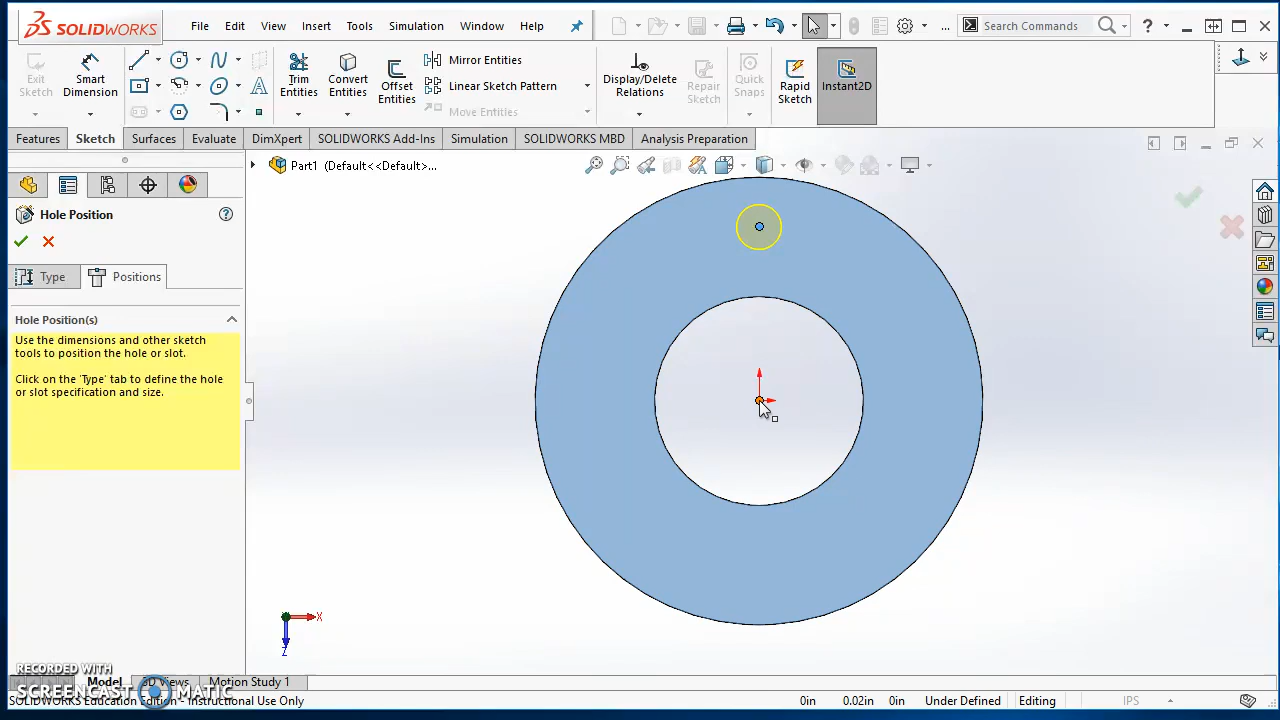 SOLIDWORKS File Edit View Insert Tools Simulation Window Help ... Search Commands ?
Exit Sketch
Smart Dimension
Trim Entities
Convert Entities
Offset Entities
Mirror Entities
Linear Sketch Pattern
Move Entities
Display/Delete Relations
Repair Sketch
Quick Snaps
Rapid Sketch
Instant2D
Features Sketch Surfaces Evaluate DimXpert SOLIDWORKS Add-Ins Simulation SOLIDWORKS MBD Analysis Preparation
Part1 (Default<<Default>...
Hole Position ?
Type Positions
Hole Position(s)
Use the dimensions and other sketch
tools to position the hole or slot.
Click on the 'Type' tab to define the hole
or slot specification and size.
X
Z
RECORDED WITH
SCREENCAST MATIC
Model 3D Views Motion Study 1
SOLIDWORKS Education Edition - Instructional Use Only 0in 0.02in 0in Under Defined Editing IPS